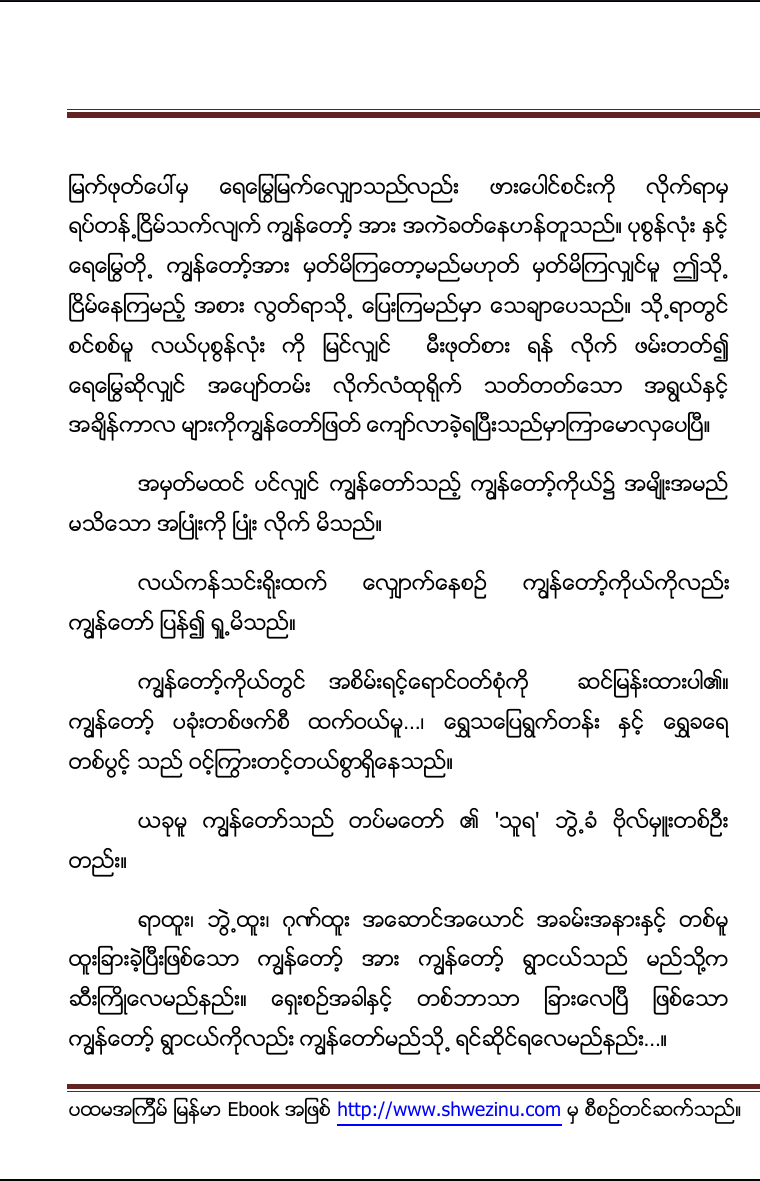 မြက်ဖုတ်ပေါ်မှ ရေမြွေမြက်လျှောသည်လည်း ဖားပေါင်စင်းကို လိုက်ရာမှ
ရပ်တန့်ငြိမ်သက်လျက် ကျွန်တော့် အား အကဲခတ်နေဟန်တူသည်။ ပုစွန်လုံး နှင့်
ရေမြွေတို့ ကျွန်တော့်အား မှတ်မိကြတော့မည်မဟုတ် မှတ်မိကြလျှင်မူ ဤသို့
ငြိမ်နေကြမည့် အစား လွတ်ရာသို့ ပြေးကြမည်မှာ သေချာပေသည်။ သို့ရာတွင်
စင်စစ်မူ လယ်ပုစွန်လုံး ကို မြင်လျှင် မီးဖုတ်စား ရန် လိုက် ဖမ်းတတ်၍
ရေမြွေဆိုလျှင် အပျော်တမ်း လိုက်လံထုရိုက် သတ်တတ်သော အရွယ်နှင့်
အချိန်ကာလ များကိုကျွန်တော်ဖြတ် ကျော်လာခဲ့ရပြီးသည်မှာကြာမောလှပေပြီ။
အမှတ်မထင် ပင်လျှင် ကျွန်တော်သည့် ကျွန်တော့်ကိုယ်၌ အမျိုးအမည်
မသိသော အပြုံးကို ပြုံး လိုက် မိသည်။
လယ်ကန်သင်းရိုးထက် လျှောက်နေစဉ် ကျွန်တော့်ကိုယ်ကိုလည်း
ကျွန်တော် ပြန်၍ ရှု့မိသည်။
ကျွန်တော့်ကိုယ်တွင် အစိမ်းရင့်ရောင်ဝတ်စုံကို ဆင်မြန်းထားပါ၏။
ကျွန်တော့် ပခုံးတစ်ဖက်စီ ထက်ဝယ်မူ...၊ ရွှေသပြေရွက်တန်း နှင့် ရွှေခရေ
တစ်ပွင့် သည် ဝင့်ကြွားတင့်တယ်စွာရှိနေသည်။
ယခုမူ ကျွန်တော်သည် တပ်မတော် ၏ 'သူရ' ဘွဲ့ခံ ဗိုလ်မှူးတစ်ဦး
တည်း။
ရာထူး၊ ဘွဲ့ထူး၊ ဂုဏ်ထူး အဆောင်အယောင် အခမ်းအနားနှင့် တစ်မူ
ထူးခြားခဲ့ပြီးဖြစ်သော ကျွန်တော့် အား ကျွန်တော့် ရွာငယ်သည် မည်သို့က
ဆီးကြိုလေမည်နည်း။ ရှေးစဉ်အခါနှင့် တစ်ဘာသာ ခြားလေပြီ ဖြစ်သော
ကျွန်တော့် ရွာငယ်ကိုလည်း ကျွန်တော်မည်သို့ ရင်ဆိုင်ရလေမည်နည်း...။
ပထမအကြိမ် မြန်မာ Ebook အဖြစ် http://www.shwezinu.com မှ စီစဉ်တင်ဆက်သည်။